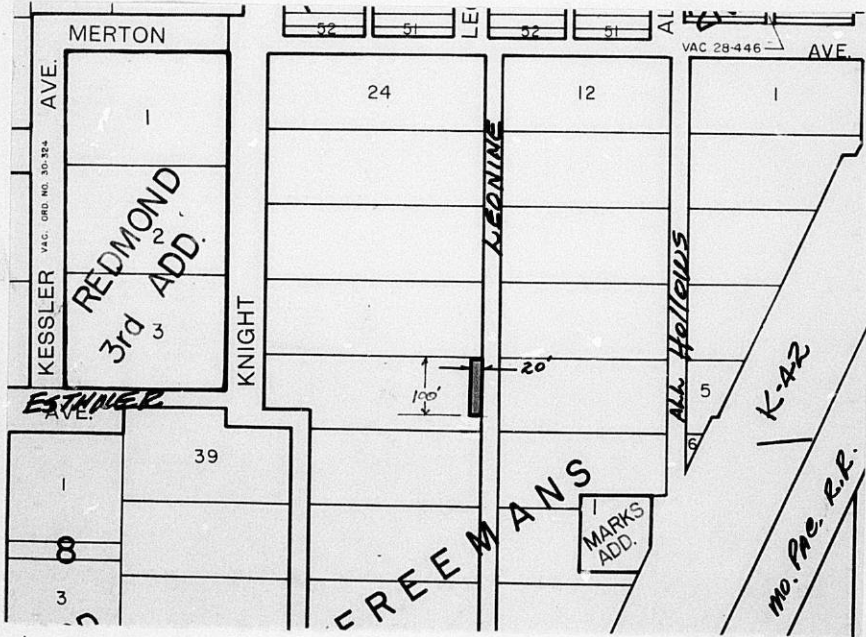 52
51
LE
52
51
AL
MERTON
VAC. 28-446
AVE.
KESSLER AVE.
VAC. ORD. NO. 30-324
1
2
3
REDMOND
3rd ADD.
KNIGHT
24
12
1
LEONINE
ALL HOLLOWS
20'
100'
5
6
K-42
MO. PAC. R.R.
ESTHNER
AVE.
39
1
8
3
FREEMANS
1
MARKS
ADD.